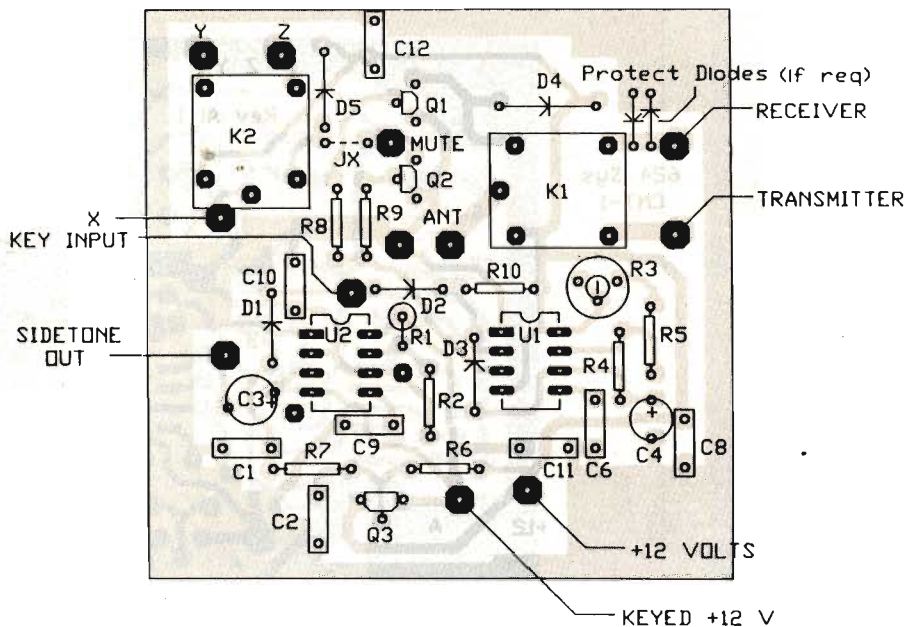 Y
Z
C12
D4
Protect Diodes (if req)
D5
Q1
RECEIVER
K2
JX
MUTE
K1
Q2
X
R8
R9
ANT
TRANSMITTER
KEY INPUT
C10
R10
R3
D1
D2
SIDETONE
OUT
U2
R1
U1
R5
D3
R4
C3+
R2
+
C9
C1
R7
R6
C11
C6
C4
C8
C2
Q3
+12 VOLTS
KEYED +12 V